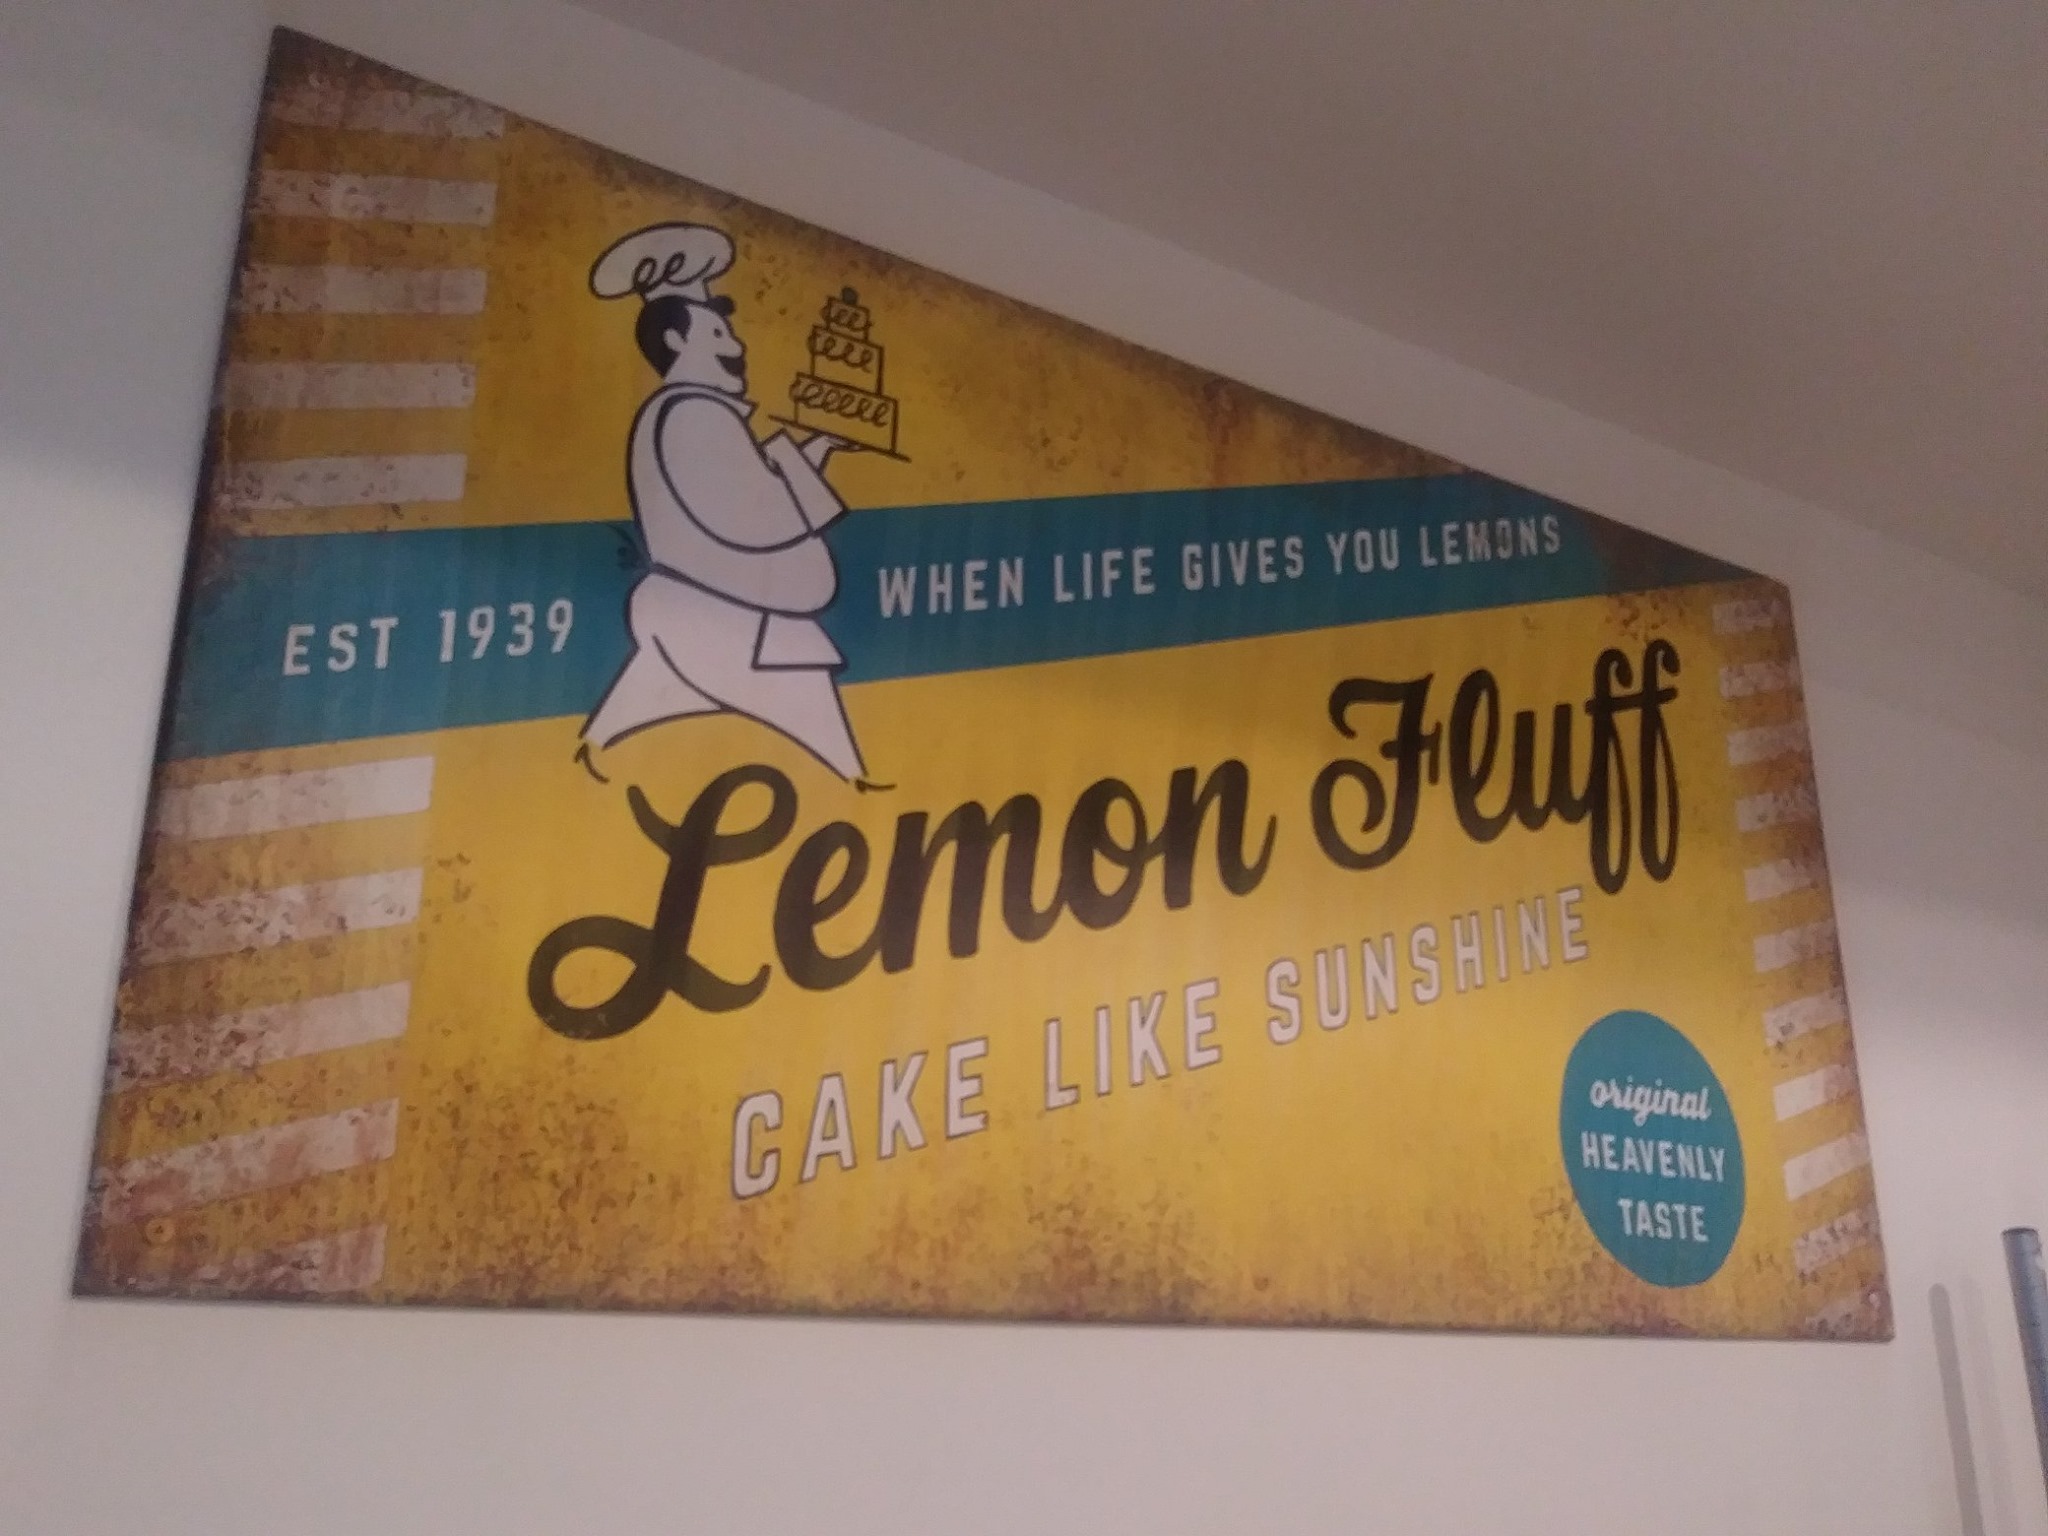 EST 1939
WHEN LIFE GIVES YOU LEMONS
Lemon Fluff
CAKE LIKE SUNSHINE
original
HEAVENLY
TASTE